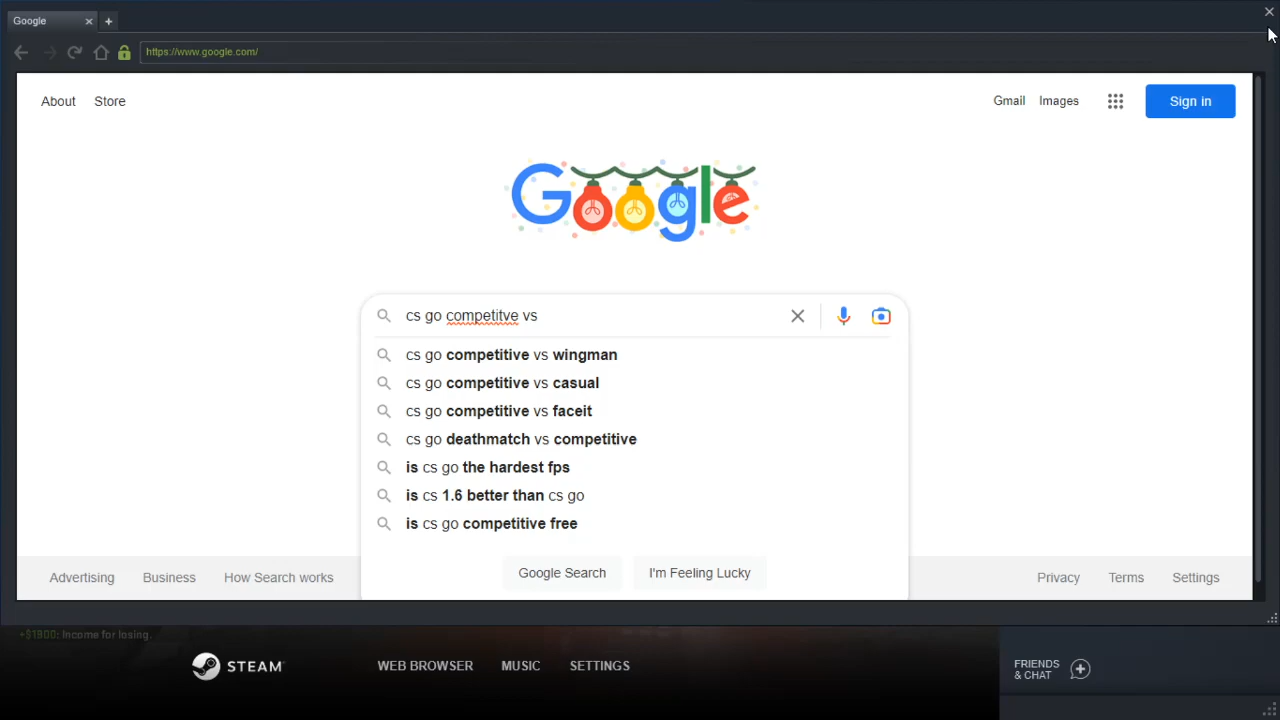 Google
https://www.google.com/
About Store
Gmail Images Sign in
Google
cs go competitve vs
cs go competitive vs wingman
cs go competitive vs casual
cs go competitive vs faceit
cs go deathmatch vs competitive
is cs go the hardest fps
is cs 1.6 better than cs go
is cs go competitive free
Google Search I'm Feeling Lucky
Advertising Business How Search works
Privacy Terms Settings
+$1900: Income for losing.
STEAM
WEB BROWSER MUSIC SETTINGS
FRIENDS
& CHAT